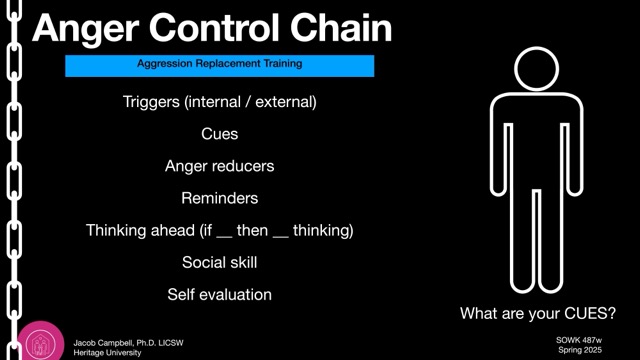 Anger Control Chain
Aggression Replacement Training
Triggers (internal / external)
Cues
Anger reducers
Reminders
Thinking ahead (if __ then __ thinking)
Social skill
Self evaluation
What are your CUES?
Jacob Campbell, Ph.D. LICSW
Heritage University
SOWK 487w
Spring 2025